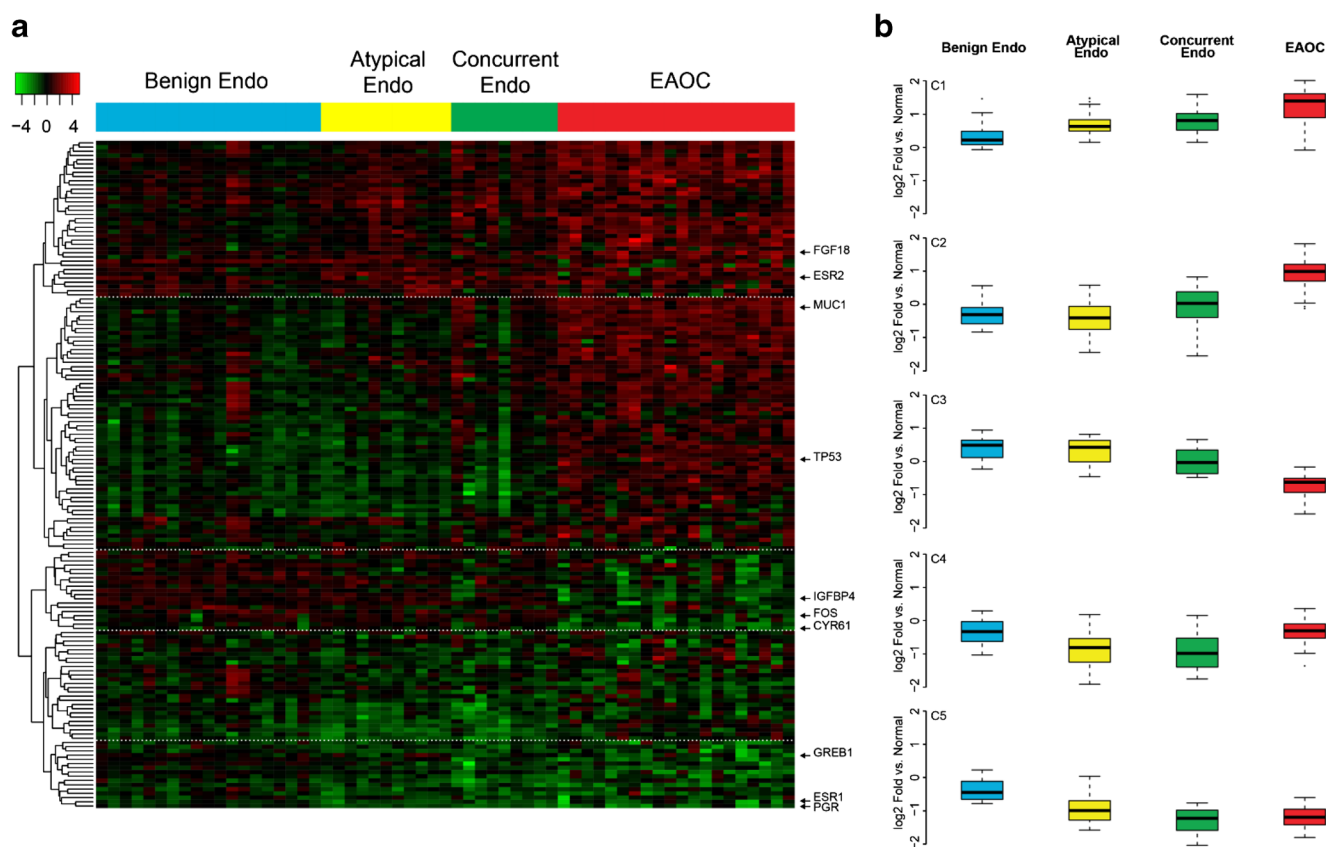 a
Benign Endo
Atypical
Endo
Concurrent
Endo
EAOC
−4 0 4
FGF18
ESR2
MUC1
TP53
IGFBP4
FOS
CYR61
GREB1
ESR1
PGR
b
Benign Endo
Atypical
Endo
Concurrent
Endo
EAOC
C1
log2 Fold vs. Normal
2
1
0
−1
−2
C2
log2 Fold vs. Normal
2
1
0
−1
−2
C3
log2 Fold vs. Normal
2
1
0
−1
−2
C4
log2 Fold vs. Normal
2
1
0
−1
−2
C5
log2 Fold vs. Normal
2
1
0
−1
−2